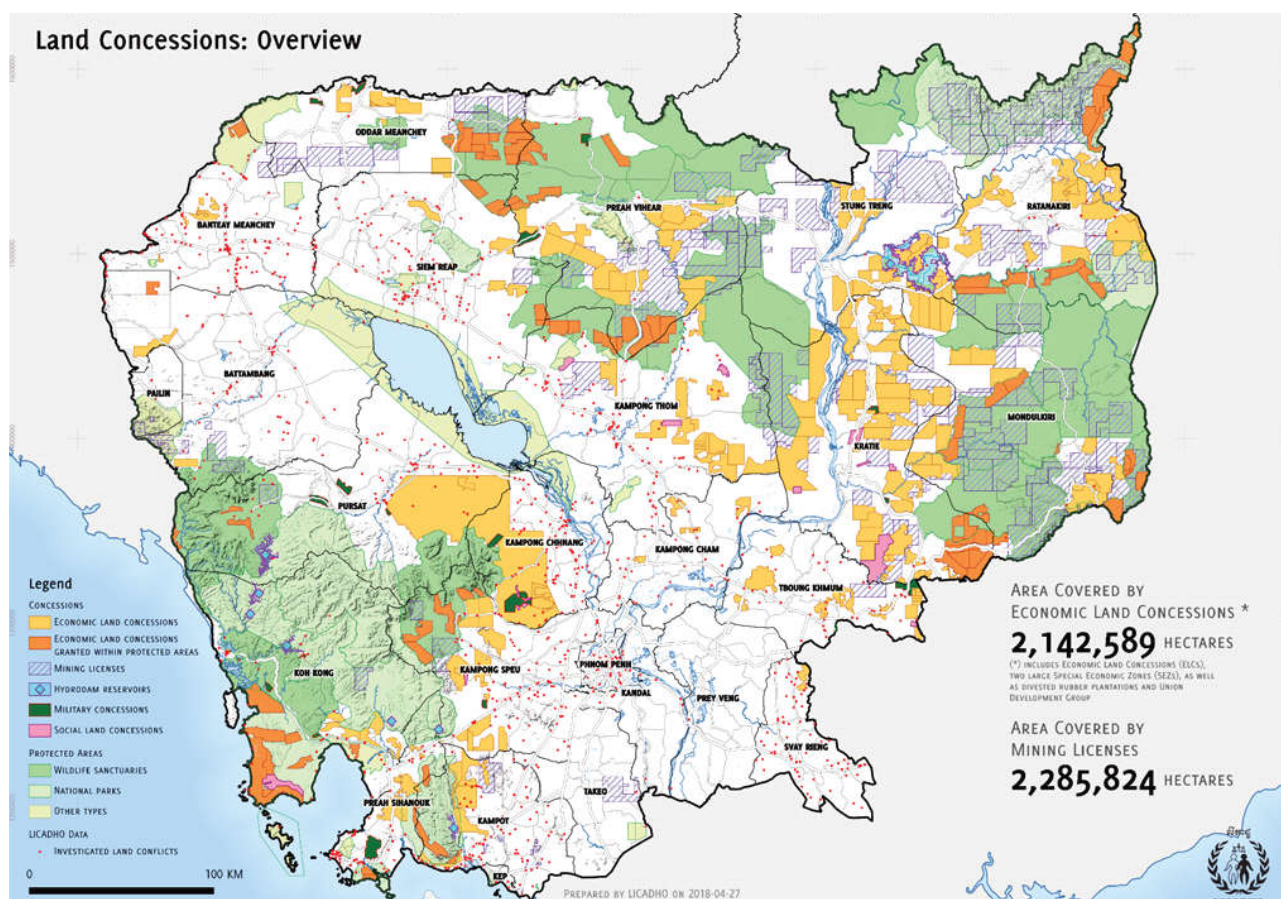 Land Concessions: Overview
ODDAR MEANCHEY
BANTEAY MEANCHEY
PREAH VIHEAR
STUNG TRENG
RATANAKIRI
SIEM REAP
BATTAMBANG
PAILIN
KAMPONG THOM
MONDULKIRI
KRATIE
PURSAT
KAMPONG CHHNANG
KAMPONG CHAM
TBOUNG KHMUM
KOH KONG
KAMPONG SPEU
PHNOM PENH
KANDAL
PREY VENG
SVAY RIENG
PREAH SIHANOUK
KAMPOT
TAKEO
KEP
Legend
CONCESSIONS
ECONOMIC LAND CONCESSIONS
ECONOMIC LAND CONCESSIONS
GRANTED WITHIN PROTECTED AREAS
MINING LICENSES
HYDRODAM RESERVOIRS
MILITARY CONCESSIONS
SOCIAL LAND CONCESSIONS
PROTECTED AREAS
WILDLIFE SANCTUARIES
NATIONAL PARKS
OTHER TYPES
LICADHO DATA
INVESTIGATED LAND CONFLICTS
0 100 KM
AREA COVERED BY
ECONOMIC LAND CONCESSIONS *
2,142,589 HECTARES
(*) INCLUDES ECONOMIC LAND CONCESSIONS (ELCS),
TWO LARGE SPECIAL ECONOMIC ZONES (SEZS), AS WELL
AS DIVESTED RUBBER PLANTATIONS AND UNION
DEVELOPMENT GROUP
AREA COVERED BY
MINING LICENSES
2,285,824 HECTARES
PREPARED BY LICADHO ON 2018-04-27